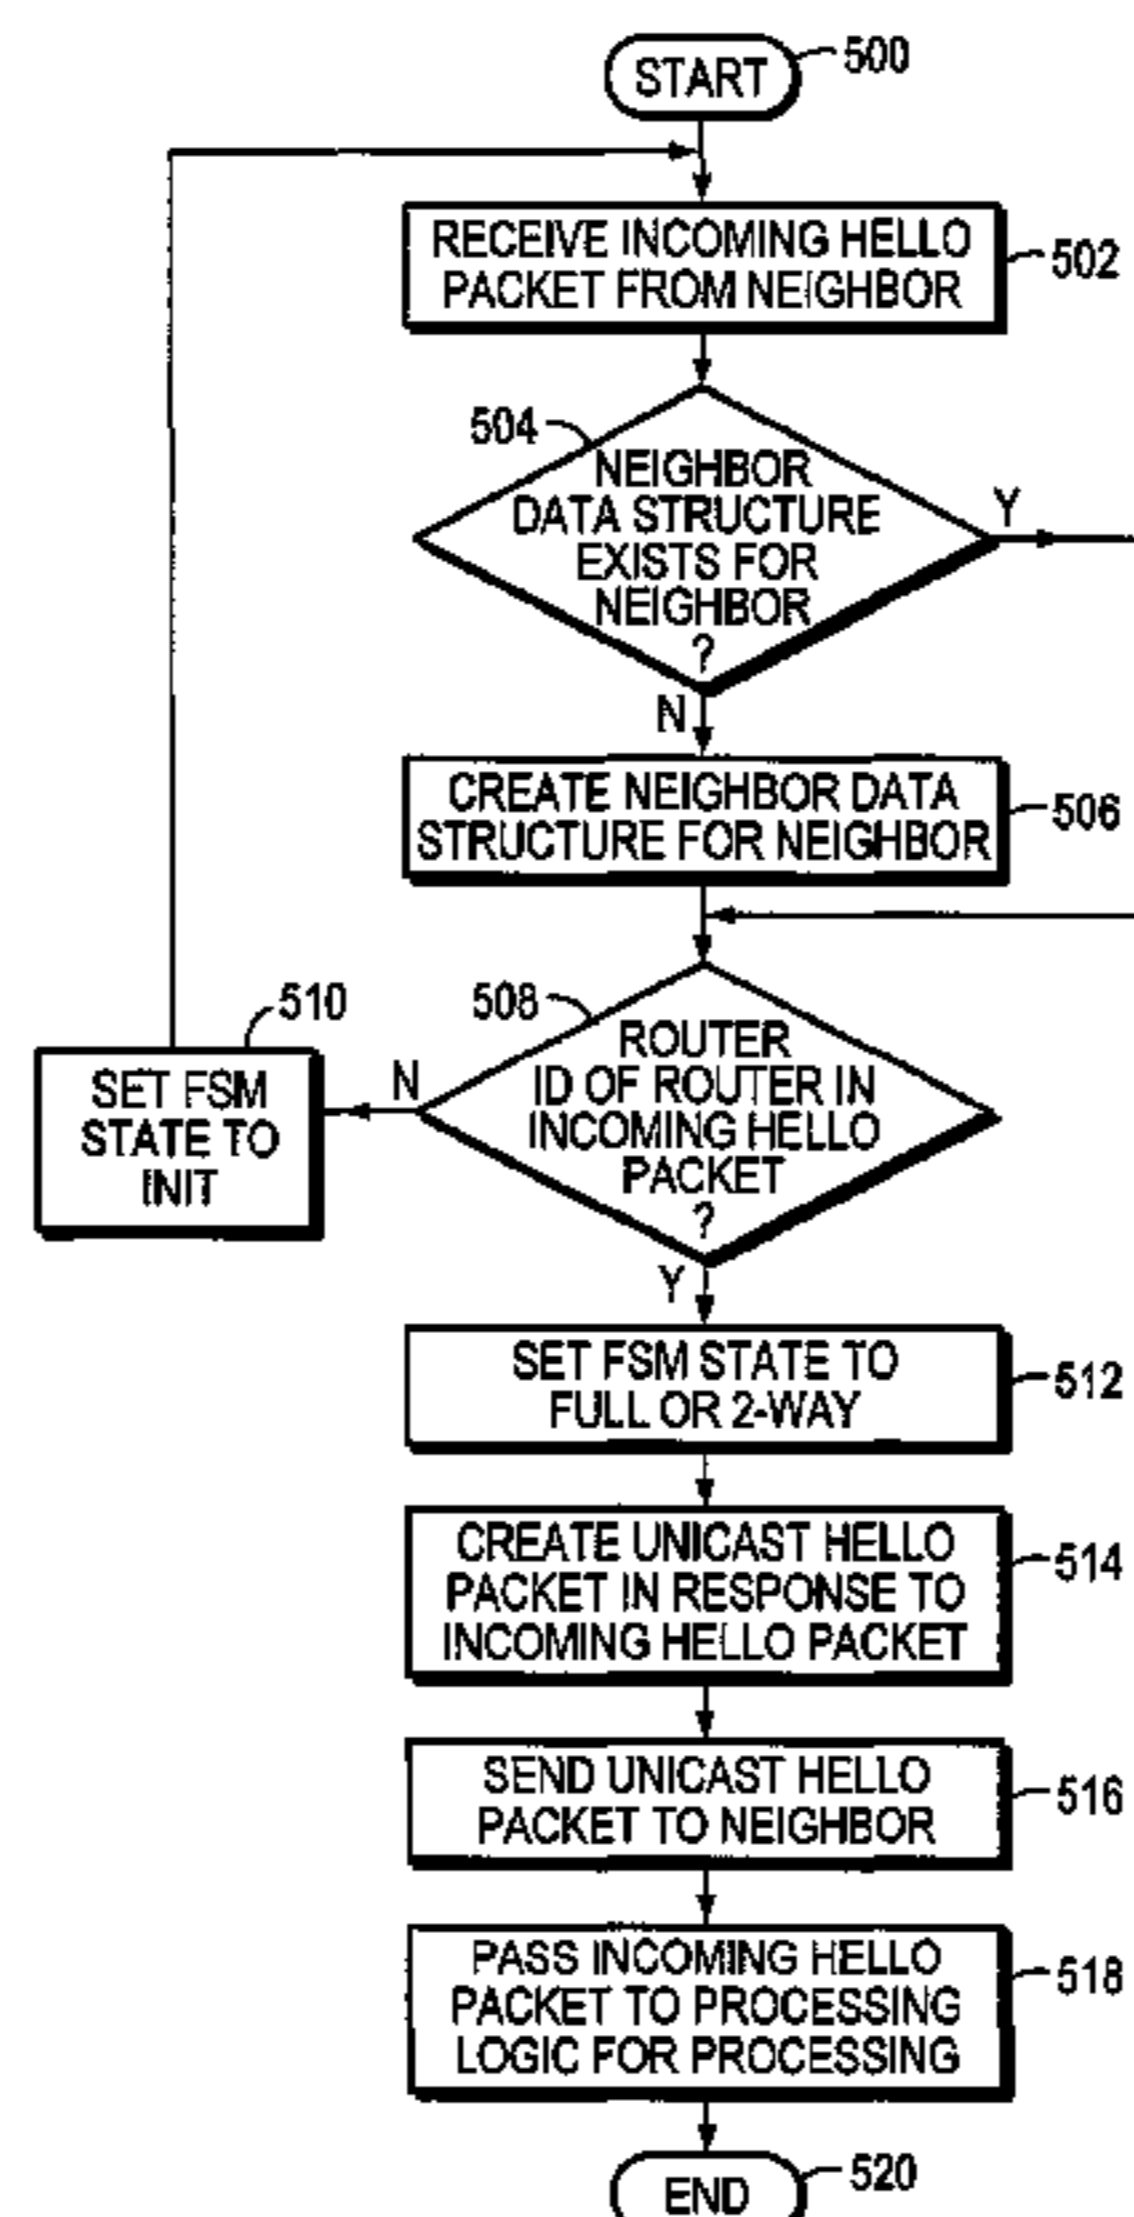 START
500
RECEIVE INCOMING HELLO
PACKET FROM NEIGHBOR
502
504
NEIGHBOR
DATA STRUCTURE
EXISTS FOR
NEIGHBOR
?
Y
N
CREATE NEIGHBOR DATA
STRUCTURE FOR NEIGHBOR
506
510
SET FSM
STATE TO
INIT
508
N
ROUTER
ID OF ROUTER IN
INCOMING HELLO
PACKET
?
Y
SET FSM STATE TO
FULL OR 2-WAY
512
CREATE UNICAST HELLO
PACKET IN RESPONSE TO
INCOMING HELLO PACKET
514
SEND UNICAST HELLO
PACKET TO NEIGHBOR
516
PASS INCOMING HELLO
PACKET TO PROCESSING
LOGIC FOR PROCESSING
518
END
520